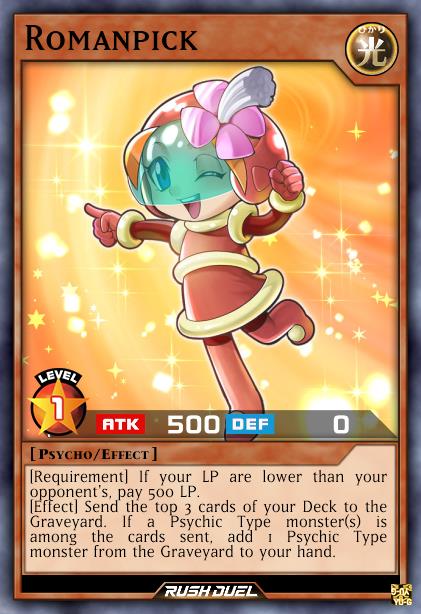 ROMANPICK
ひかり
光
LEVEL
1
ATK 500 DEF 0
[PSYCHO/EFFECT]
[Requirement] If your LP are lower than your
opponent's, pay 500 LP.
[Effect] Send the top 3 cards of your Deck to the
Graveyard. If a Psychic Type monster(s) is
among the cards sent, add 1 Psychic Type
monster from the Graveyard to your hand.
RUSH DUEL